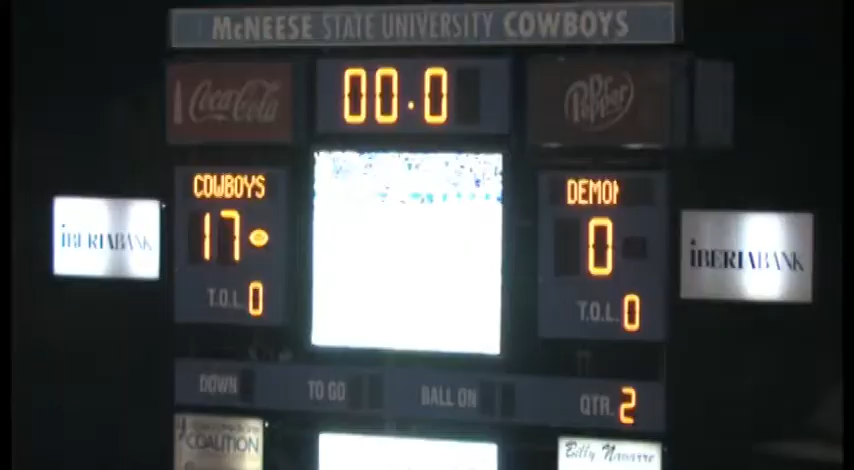 McNEESE STATE UNIVERSITY COWBOYS
Coca-Cola
00.0
Dr Pepper
COWBOYS
DEMON
17
0
iBERIABANK
iBERIABANK
T.O.L. 0
T.O.L. 0
DOWN
TO GO
BALL ON
QTR. 2
COALITION
Billy Navarre